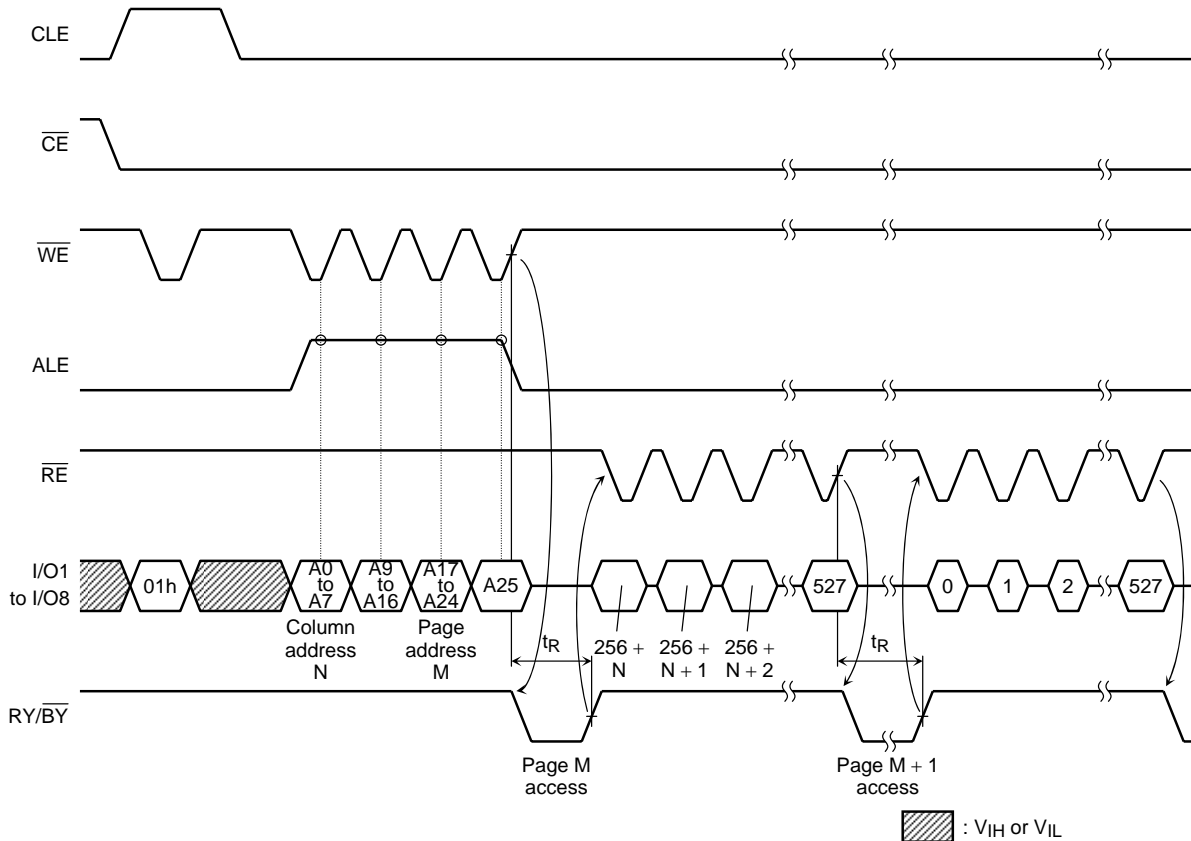 CLE
CE
WE
ALE
RE
I/O1
to I/O8
01h
A0
to
A7
A9
to
A16
A17
to
A24
A25
527
0
1
2
527
Column
address
N
Page
address
M
tR
256 +
N
256 +
N + 1
256 +
N + 2
tR
RY/BY
Page M
access
Page M + 1
access
: VIH or VIL